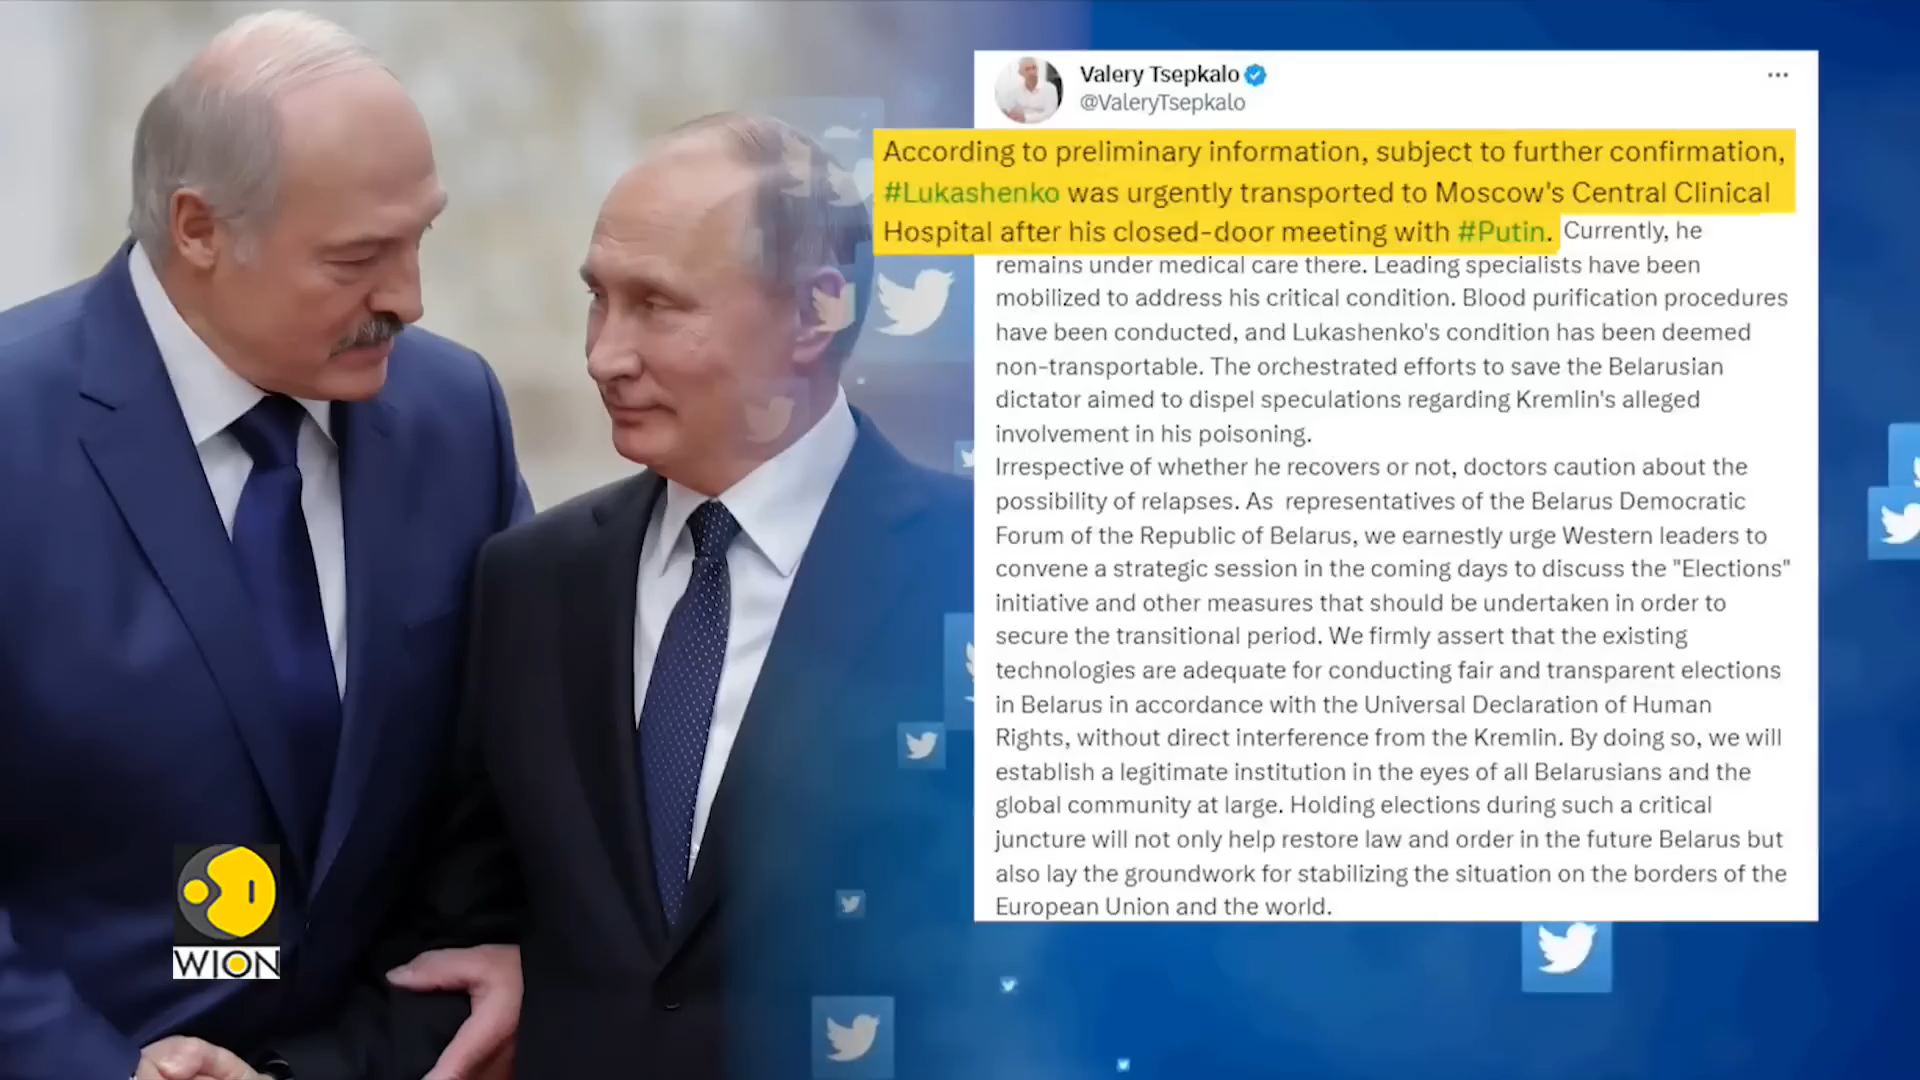 Valery Tsepkalo
@ValeryTsepkalo
According to preliminary information, subject to further confirmation,
#Lukashenko was urgently transported to Moscow's Central Clinical
Hospital after his closed-door meeting with #Putin. Currently, he
remains under medical care there. Leading specialists have been
mobilized to address his critical condition. Blood purification procedures
have been conducted, and Lukashenko's condition has been deemed
non-transportable. The orchestrated efforts to save the Belarusian
dictator aimed to dispel speculations regarding Kremlin's alleged
involvement in his poisoning.
Irrespective of whether he recovers or not, doctors caution about the
possibility of relapses. As representatives of the Belarus Democratic
Forum of the Republic of Belarus, we earnestly urge Western leaders to
convene a strategic session in the coming days to discuss the "Elections"
initiative and other measures that should be undertaken in order to
secure the transitional period. We firmly assert that the existing
technologies are adequate for conducting fair and transparent elections
in Belarus in accordance with the Universal Declaration of Human
Rights, without direct interference from the Kremlin. By doing so, we will
establish a legitimate institution in the eyes of all Belarusians and the
global community at large. Holding elections during such a critical
juncture will not only help restore law and order in the future Belarus but
also lay the groundwork for stabilizing the situation on the borders of the
European Union and the world.
WION